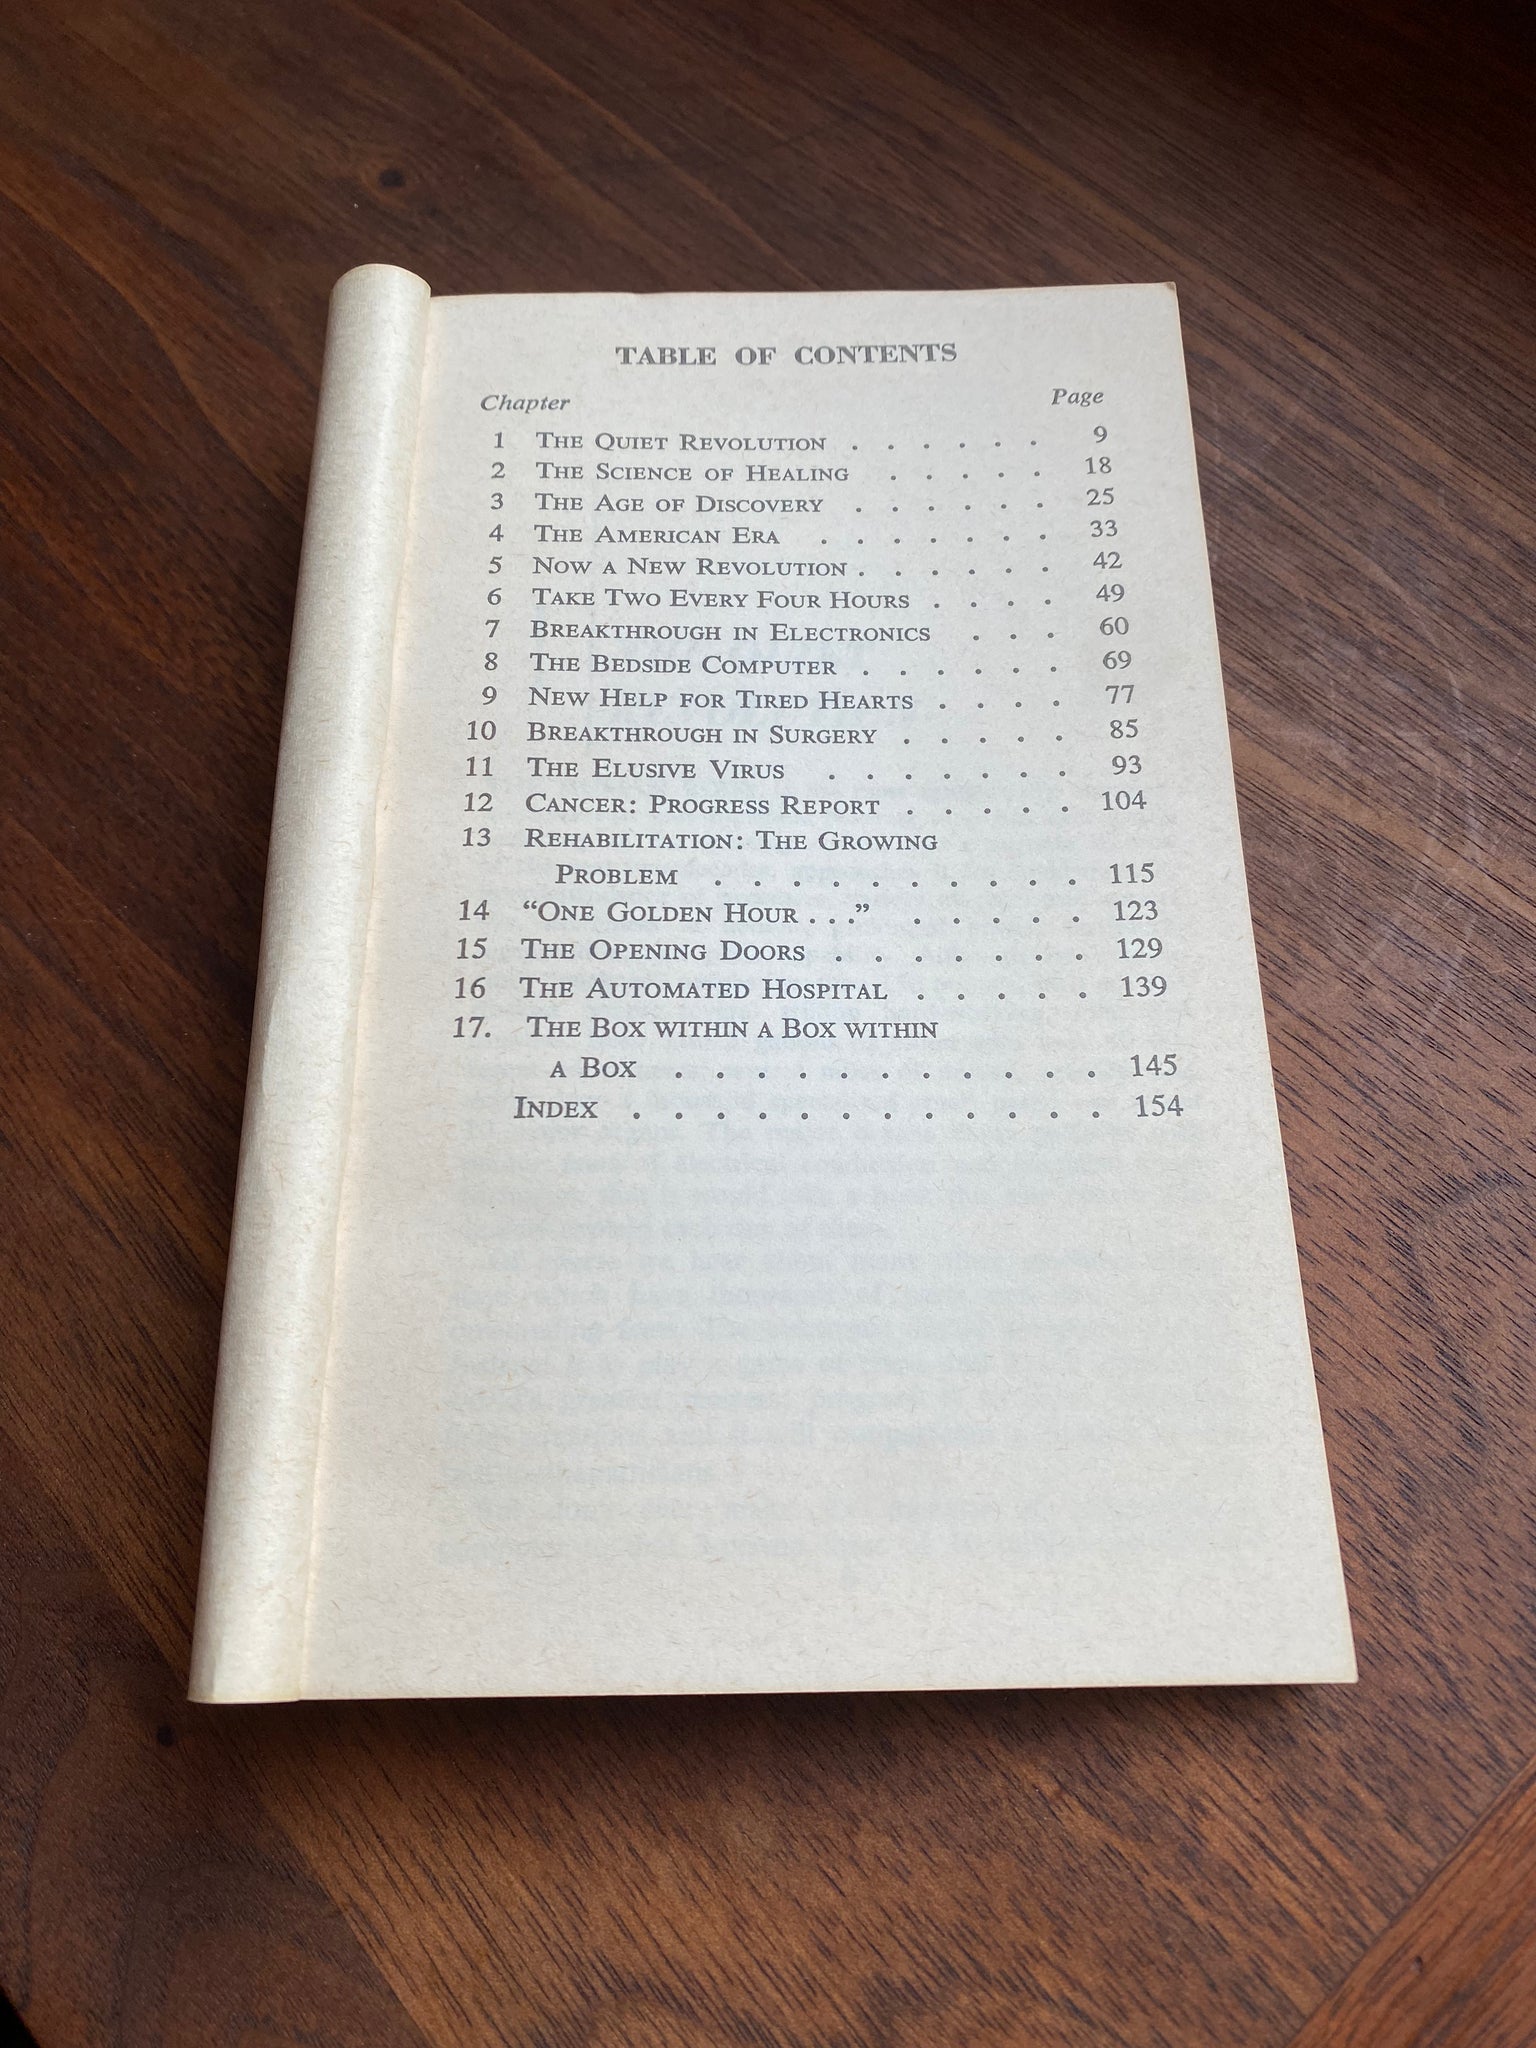 TABLE OF CONTENTS
Chapter Page
1 THE QUIET REVOLUTION . . . . . . 9
2 THE SCIENCE OF HEALING . . . . . 18
3 THE AGE OF DISCOVERY . . . . . . 25
4 THE AMERICAN ERA . . . . . . . 33
5 NOW A NEW REVOLUTION . . . . . . 42
6 TAKE TWO EVERY FOUR HOURS . . . . 49
7 BREAKTHROUGH IN ELECTRONICS . . . 60
8 THE BEDSIDE COMPUTER . . . . . . 69
9 NEW HELP FOR TIRED HEARTS . . . . 77
10 BREAKTHROUGH IN SURGERY . . . . . 85
11 THE ELUSIVE VIRUS . . . . . . . 93
12 CANCER: PROGRESS REPORT . . . . . 104
13 REHABILITATION: THE GROWING
PROBLEM . . . . . . . . . . 115
14 “ONE GOLDEN HOUR . . .” . . . . . 123
15 THE OPENING DOORS . . . . . . . 129
16 THE AUTOMATED HOSPITAL . . . . . 139
17. THE BOX WITHIN A BOX WITHIN
A BOX . . . . . . . . . . . 145
INDEX . . . . . . . . . . . . 154